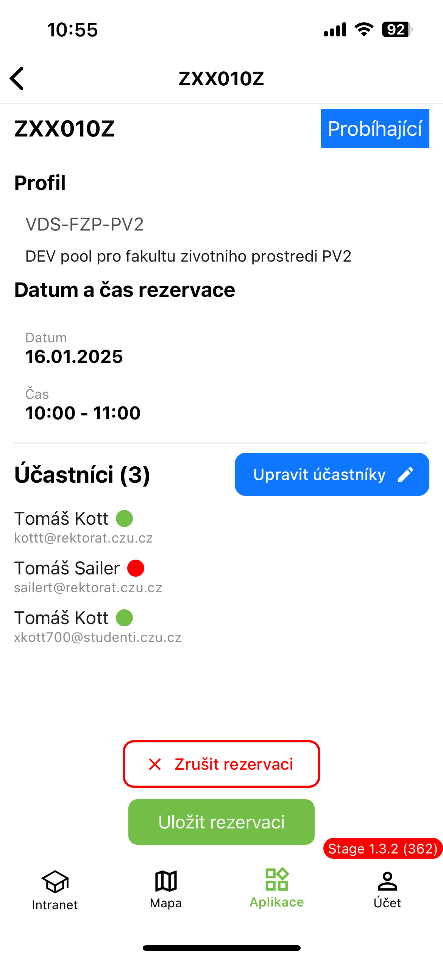 10:55
92
ZXX010Z
ZXX010Z
Probíhající
Profil
VDS-FZP-PV2
DEV pool pro fakultu zivotniho prostredi PV2
Datum a čas rezervace
Datum
16.01.2025
Čas
10:00 - 11:00
Účastníci (3)
Upravit účastníky
Tomáš Kott
kottt@rektorat.czu.cz
Tomáš Sailer
sailert@rektorat.czu.cz
Tomáš Kott
xkott700@studenti.czu.cz
Zrušit rezervaci
Uložit rezervaci
Stage 1.3.2 (362)
Intranet
Mapa
Aplikace
Účet